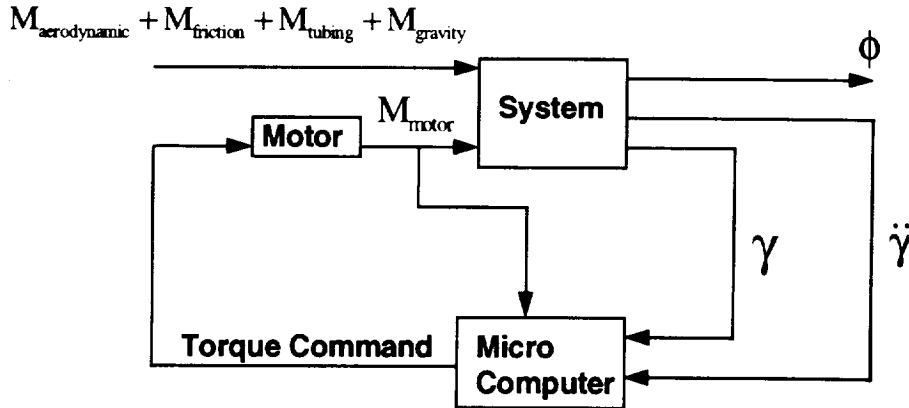 M_aerodynamic + M_friction + M_tubing + M_gravity
ϕ
System
M_motor
Motor
γ
γ̈
Torque Command
Micro
Computer